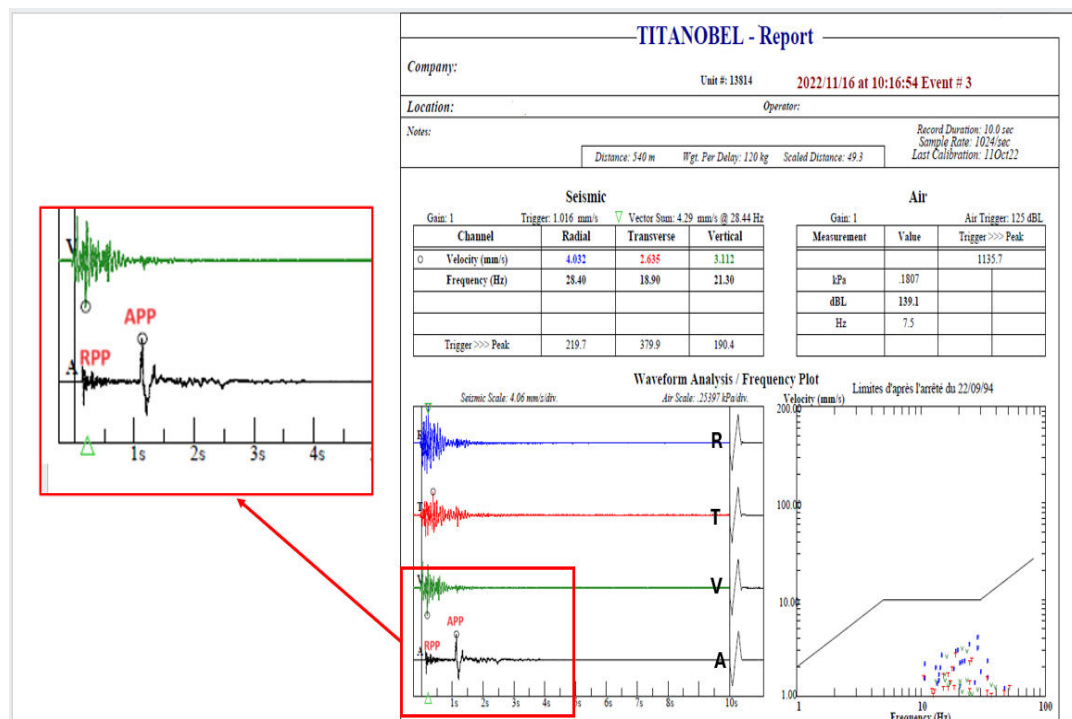 TITANOBEL - Report
Company:
Unit #: 13814
2022/11/16 at 10:16:54 Event # 3
Location:
Operator:
Notes:
Record Duration: 10.0 sec
Sample Rate: 1024/sec
Last Calibration: 11Oct22
Distance: 540 m Wgt. Per Delay: 120 kg Scaled Distance: 49.3
Seismic
Gain: 1 Trigger: 1.016 mm/s Vector Sum: 4.29 mm/s @ 28.44 Hz
Channel Radial Transverse Vertical
Velocity (mm/s) 4.032 2.635 3.112
Frequency (Hz) 28.40 18.90 21.30
Trigger >>> Peak 219.7 379.9 190.4
Air
Gain: 1 Air Trigger: 125 dBL
Measurement Value Trigger >>> Peak
1135.7
kPa .1807
dBL 139.1
Hz 7.5
V
APP
A
RPP
1s 2s 3s 4s
Waveform Analysis / Frequency Plot
Seismic Scale: 4.06 mm/s/div. Air Scale: .25397 kPa/div.
R
R
T
T
V
V
APP
RPP
A
A
1s 2s 3s 4s 5s 6s 7s 8s 9s 10s
Limites d'après l'arrêté du 22/09/94
Velocity (mm/s)
200.00
100.00
10.00
1.00
1 10 100
Frequency (Hz)